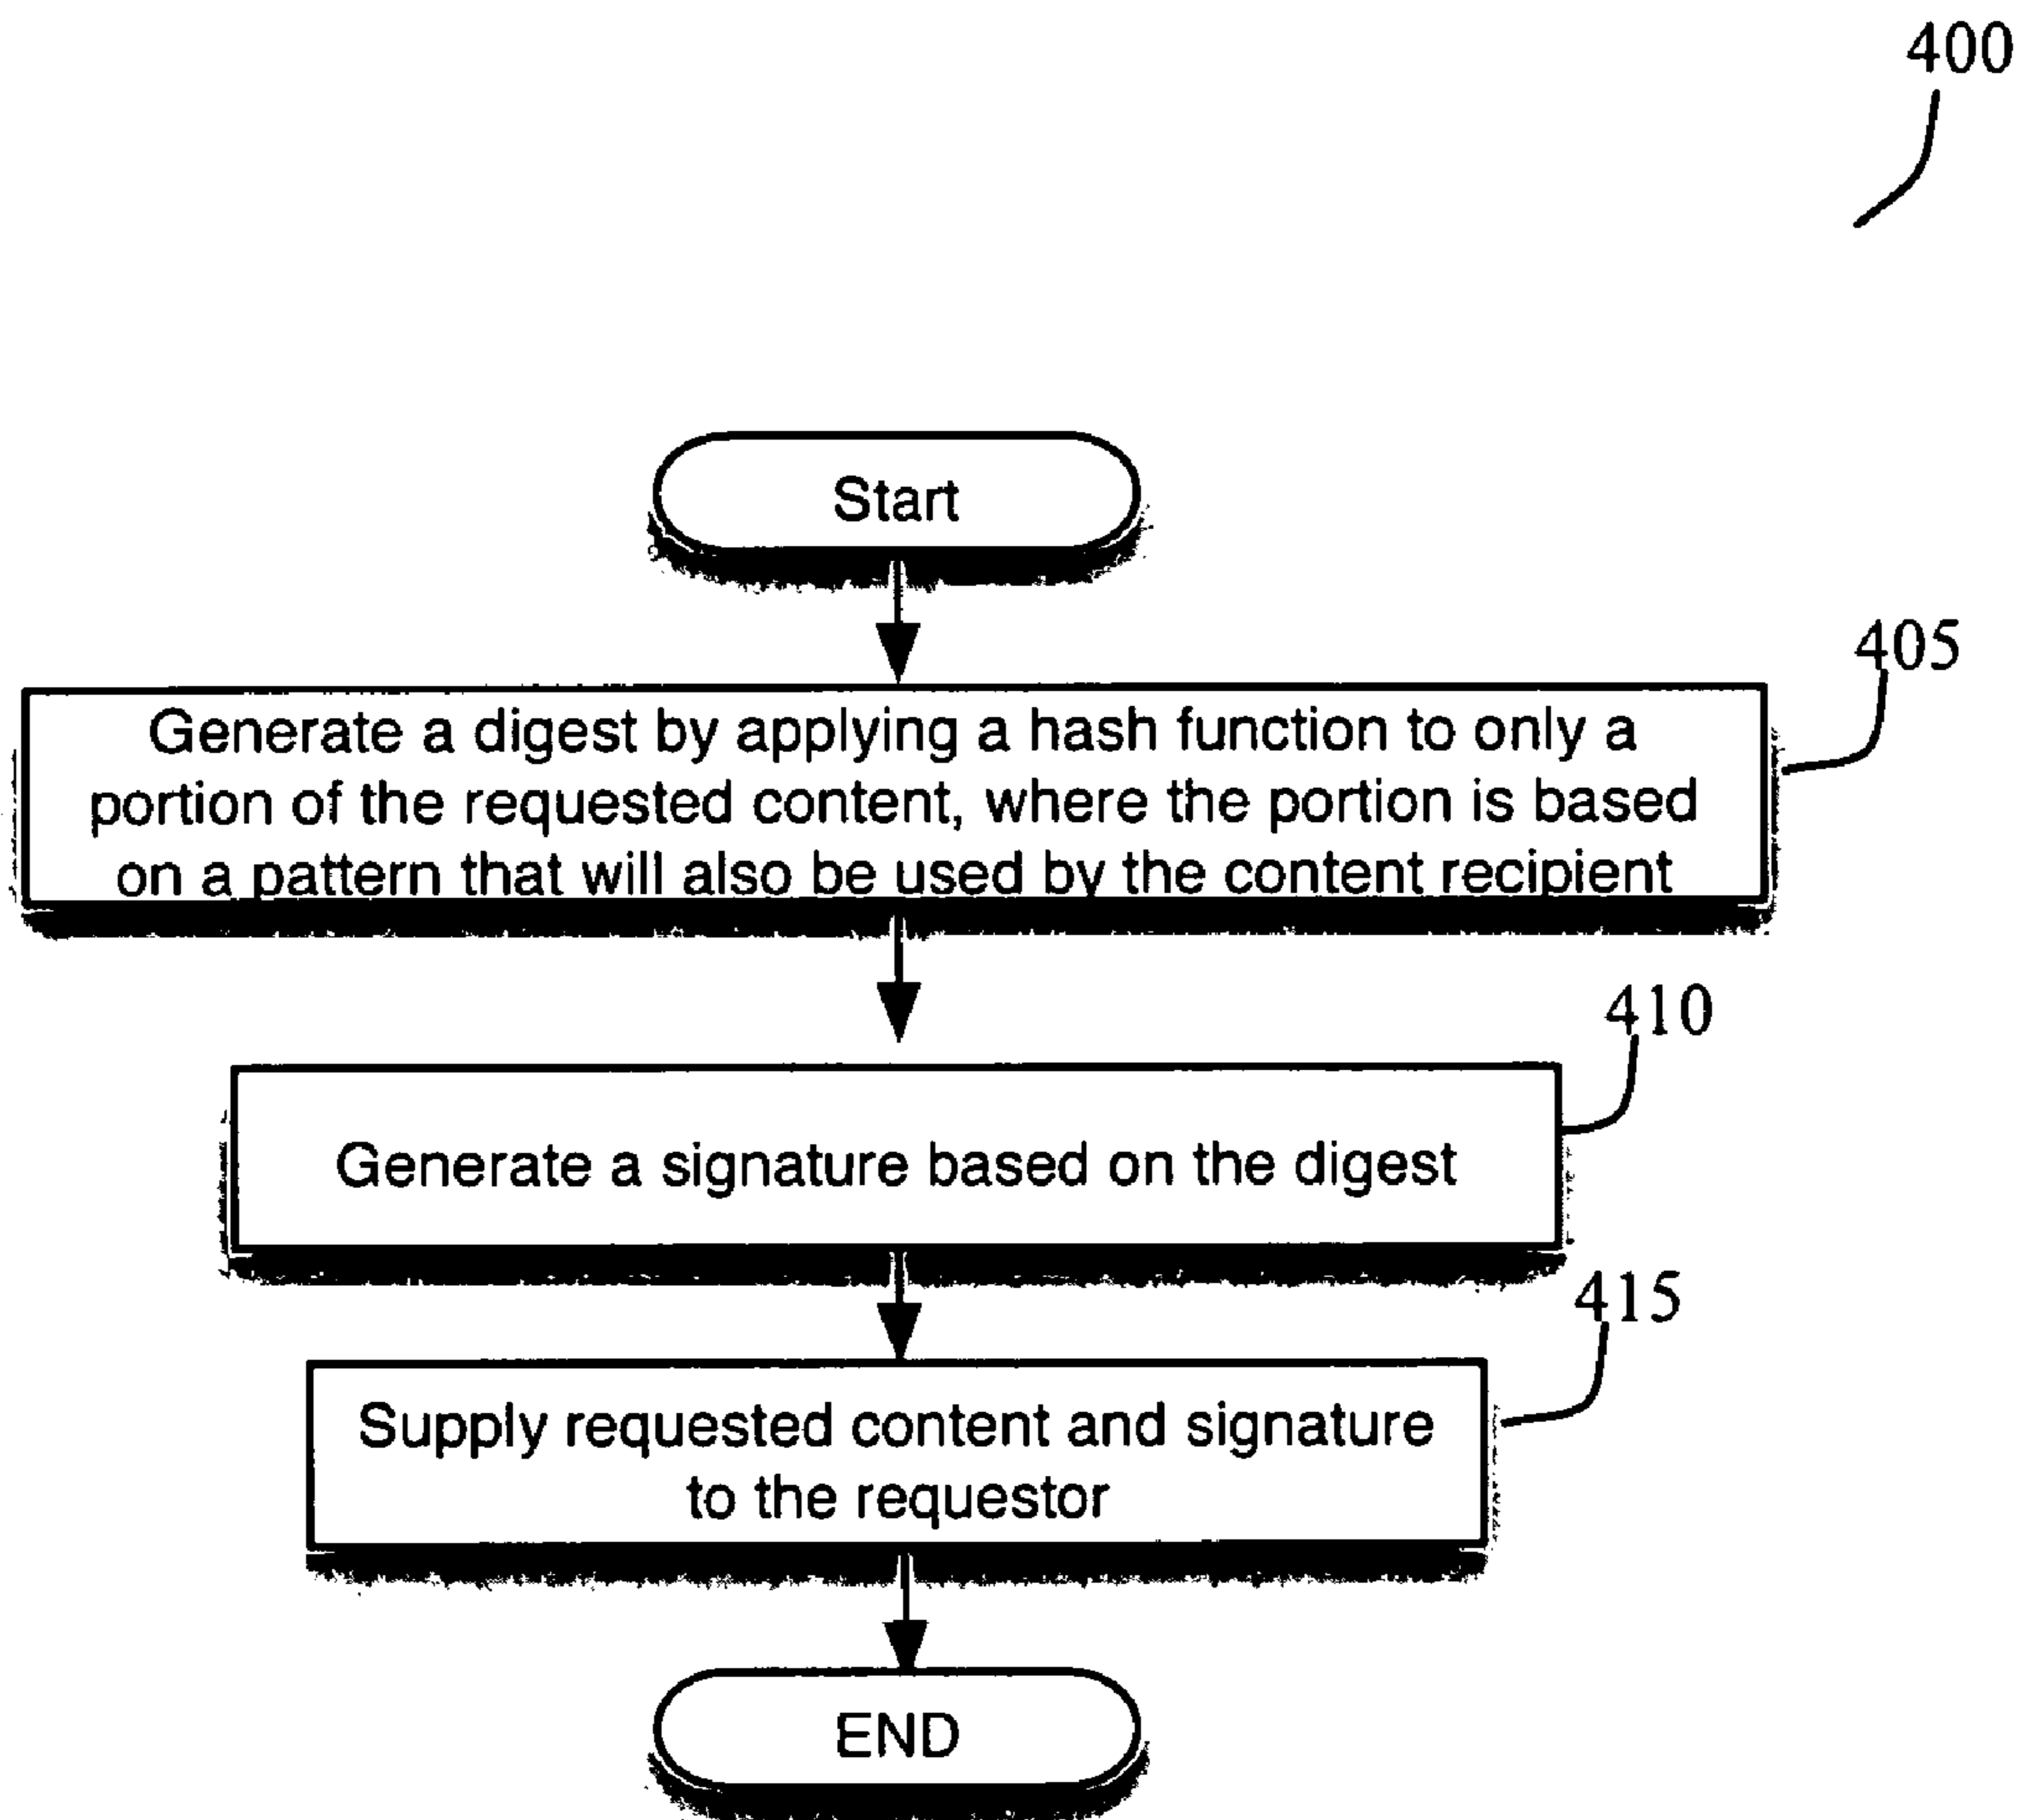 400
Start
405
Generate a digest by applying a hash function to only a
portion of the requested content, where the portion is based
on a pattern that will also be used by the content recipient
410
Generate a signature based on the digest
415
Supply requested content and signature
to the requestor
END